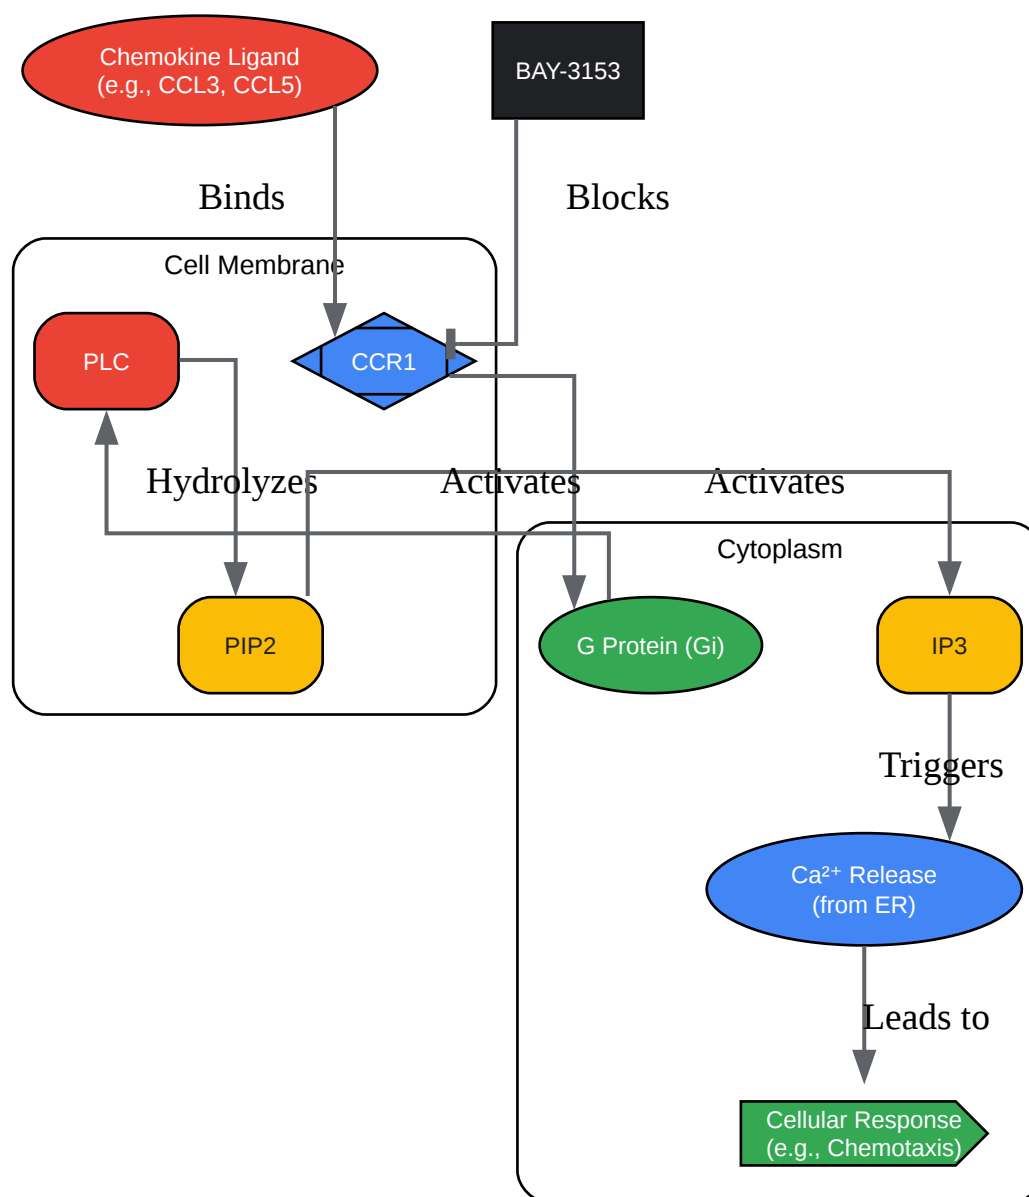 Chemokine Ligand
(e.g., CCL3, CCL5)
BAY-3153
Binds
Blocks
Cell Membrane
PLC
CCR1
Hydrolyzes
Activates
Activates
Cytoplasm
PIP2
G Protein (Gi)
IP3
Triggers
Ca²⁺ Release
(from ER)
Leads to
Cellular Response
(e.g., Chemotaxis)